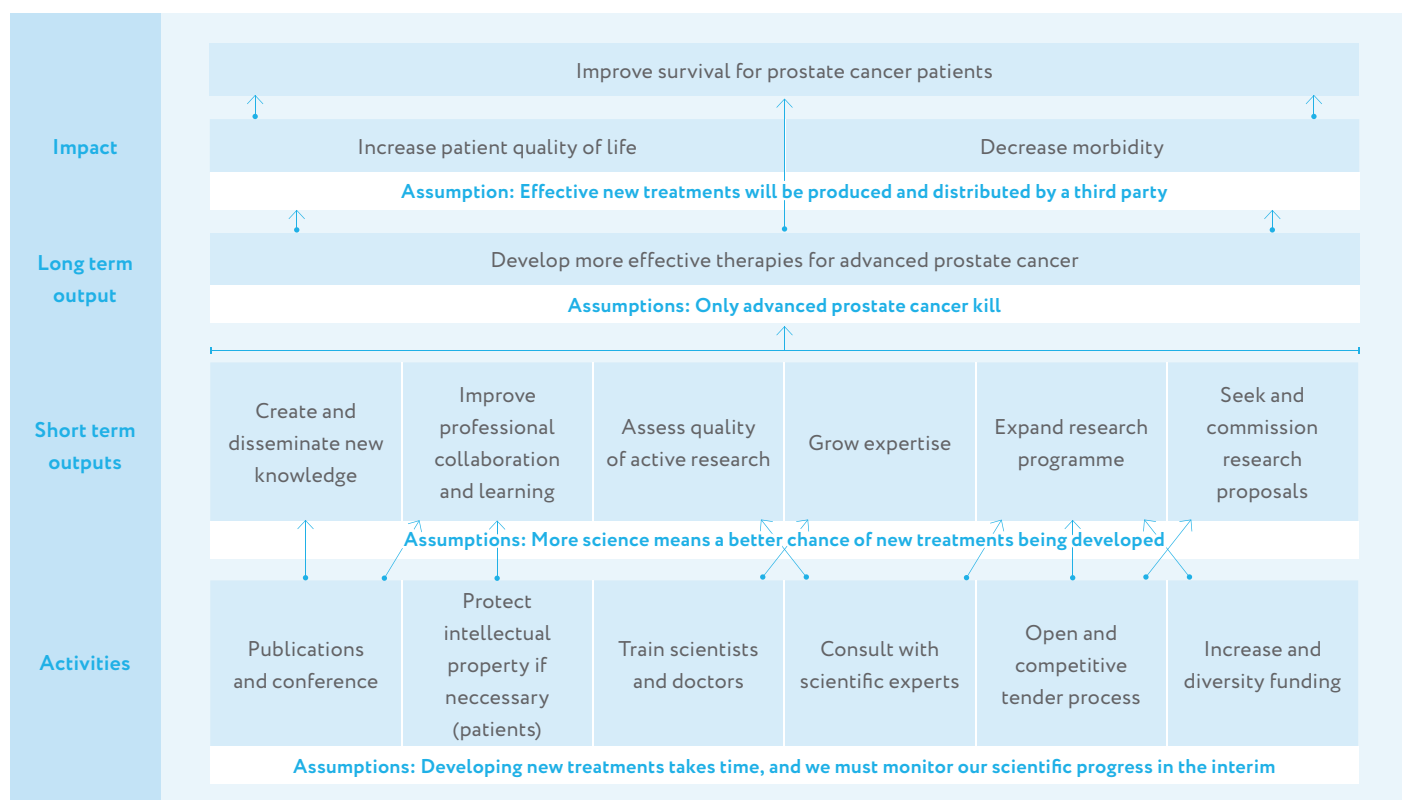 Improve survival for prostate cancer patients
Impact
Increase patient quality of life
Decrease morbidity
Assumption: Effective new treatments will be produced and distributed by a third party
Long term
output
Develop more effective therapies for advanced prostate cancer
Assumptions: Only advanced prostate cancer kill
Short term
outputs
Create and
disseminate new
knowledge
Improve
professional
collaboration
and learning
Assess quality
of active research
Grow expertise
Expand research
programme
Seek and
commission
research
proposals
Assumptions: More science means a better chance of new treatments being developed
Activities
Publications
and conference
Protect
intellectual
property if
neccessary
(patients)
Train scientists
and doctors
Consult with
scientific experts
Open and
competitive
tender process
Increase and
diversity funding
Assumptions: Developing new treatments takes time, and we must monitor our scientific progress in the interim